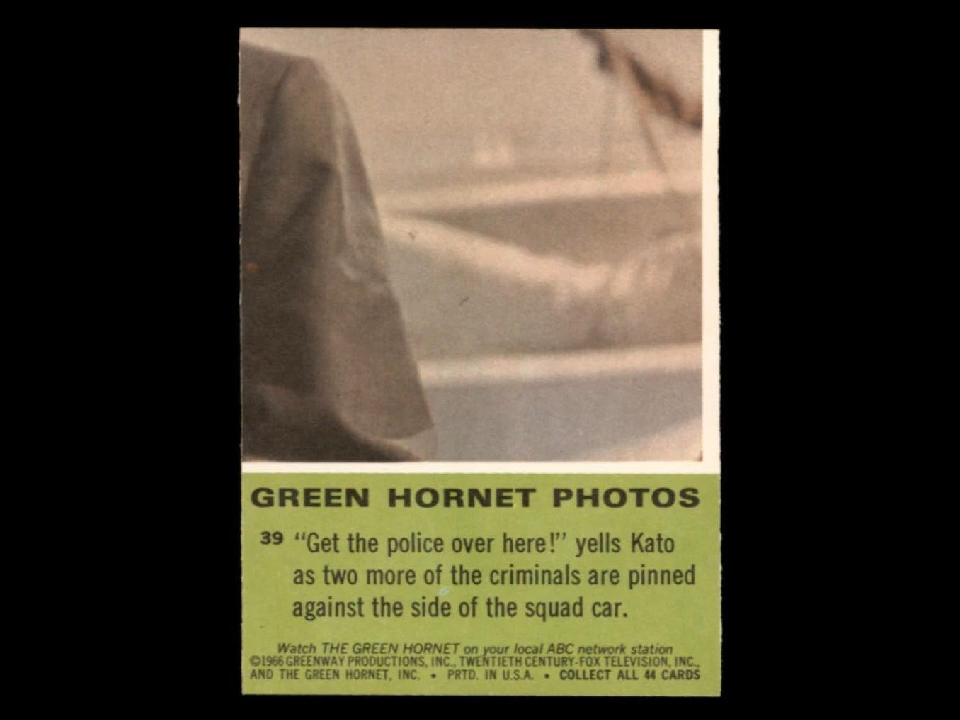 GREEN HORNET PHOTOS
39 “Get the police over here!” yells Kato
as two more of the criminals are pinned
against the side of the squad car.
Watch THE GREEN HORNET on your local ABC network station
©1966 GREENWAY PRODUCTIONS, INC., TWENTIETH CENTURY-FOX TELEVISION, INC.,
AND THE GREEN HORNET, INC. • PRTD. IN U.S.A. • COLLECT ALL 44 CARDS